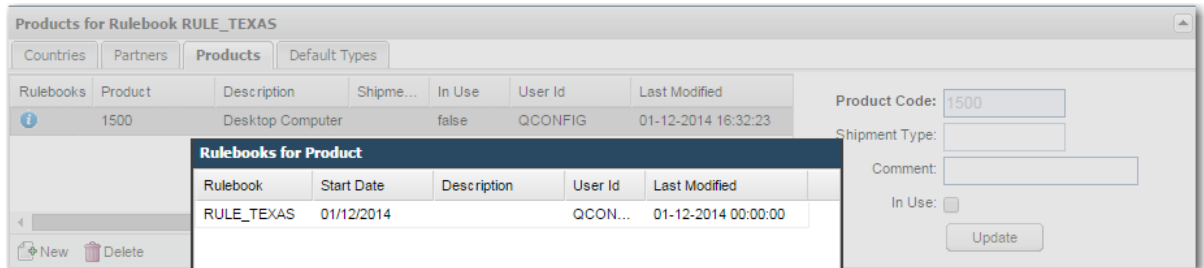 Products for Rulebook RULE_TEXAS
Countries Partners Products Default Types
Rulebooks Product Description Shipme... In Use User Id Last Modified
1500 Desktop Computer false QCONFIG 01-12-2014 16:32:23
Product Code: 1500
Shipment Type:
Comment:
In Use:
Update
Rulebooks for Product
Rulebook Start Date Description User Id Last Modified
RULE_TEXAS 01/12/2014 QCON... 01-12-2014 00:00:00
New Delete